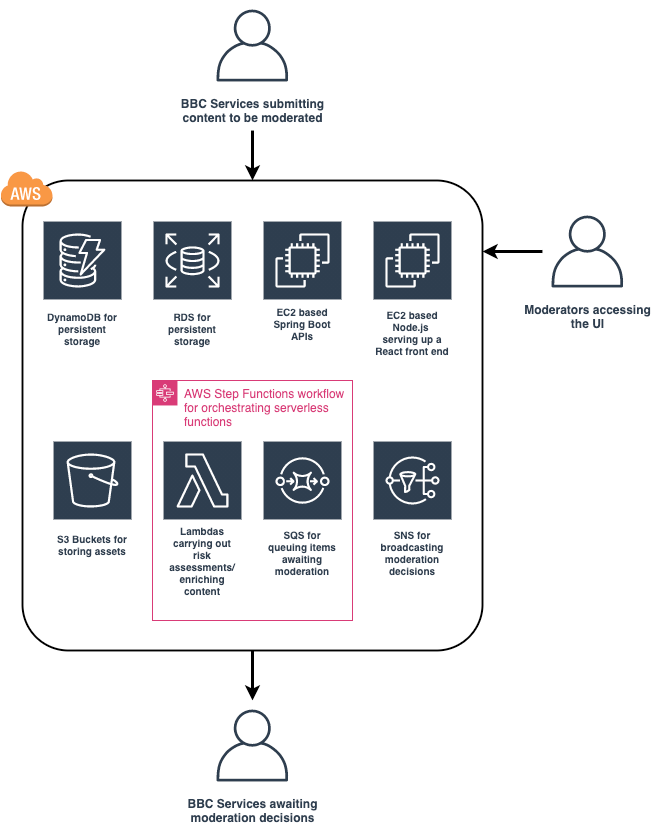 BBC Services submitting
content to be moderated
AWS
DynamoDB for
persistent
storage
RDS for
persistent
storage
EC2 based
Spring Boot
APIs
EC2 based
Node.js
serving up a
React front end
Moderators accessing
the UI
AWS Step Functions workflow
for orchestrating serverless
functions
S3 Buckets for
storing assets
Lambdas
carrying out
risk
assessments/
enriching
content
SQS for
queuing items
awaiting
moderation
SNS for
broadcasting
moderation
decisions
BBC Services awaiting
moderation decisions